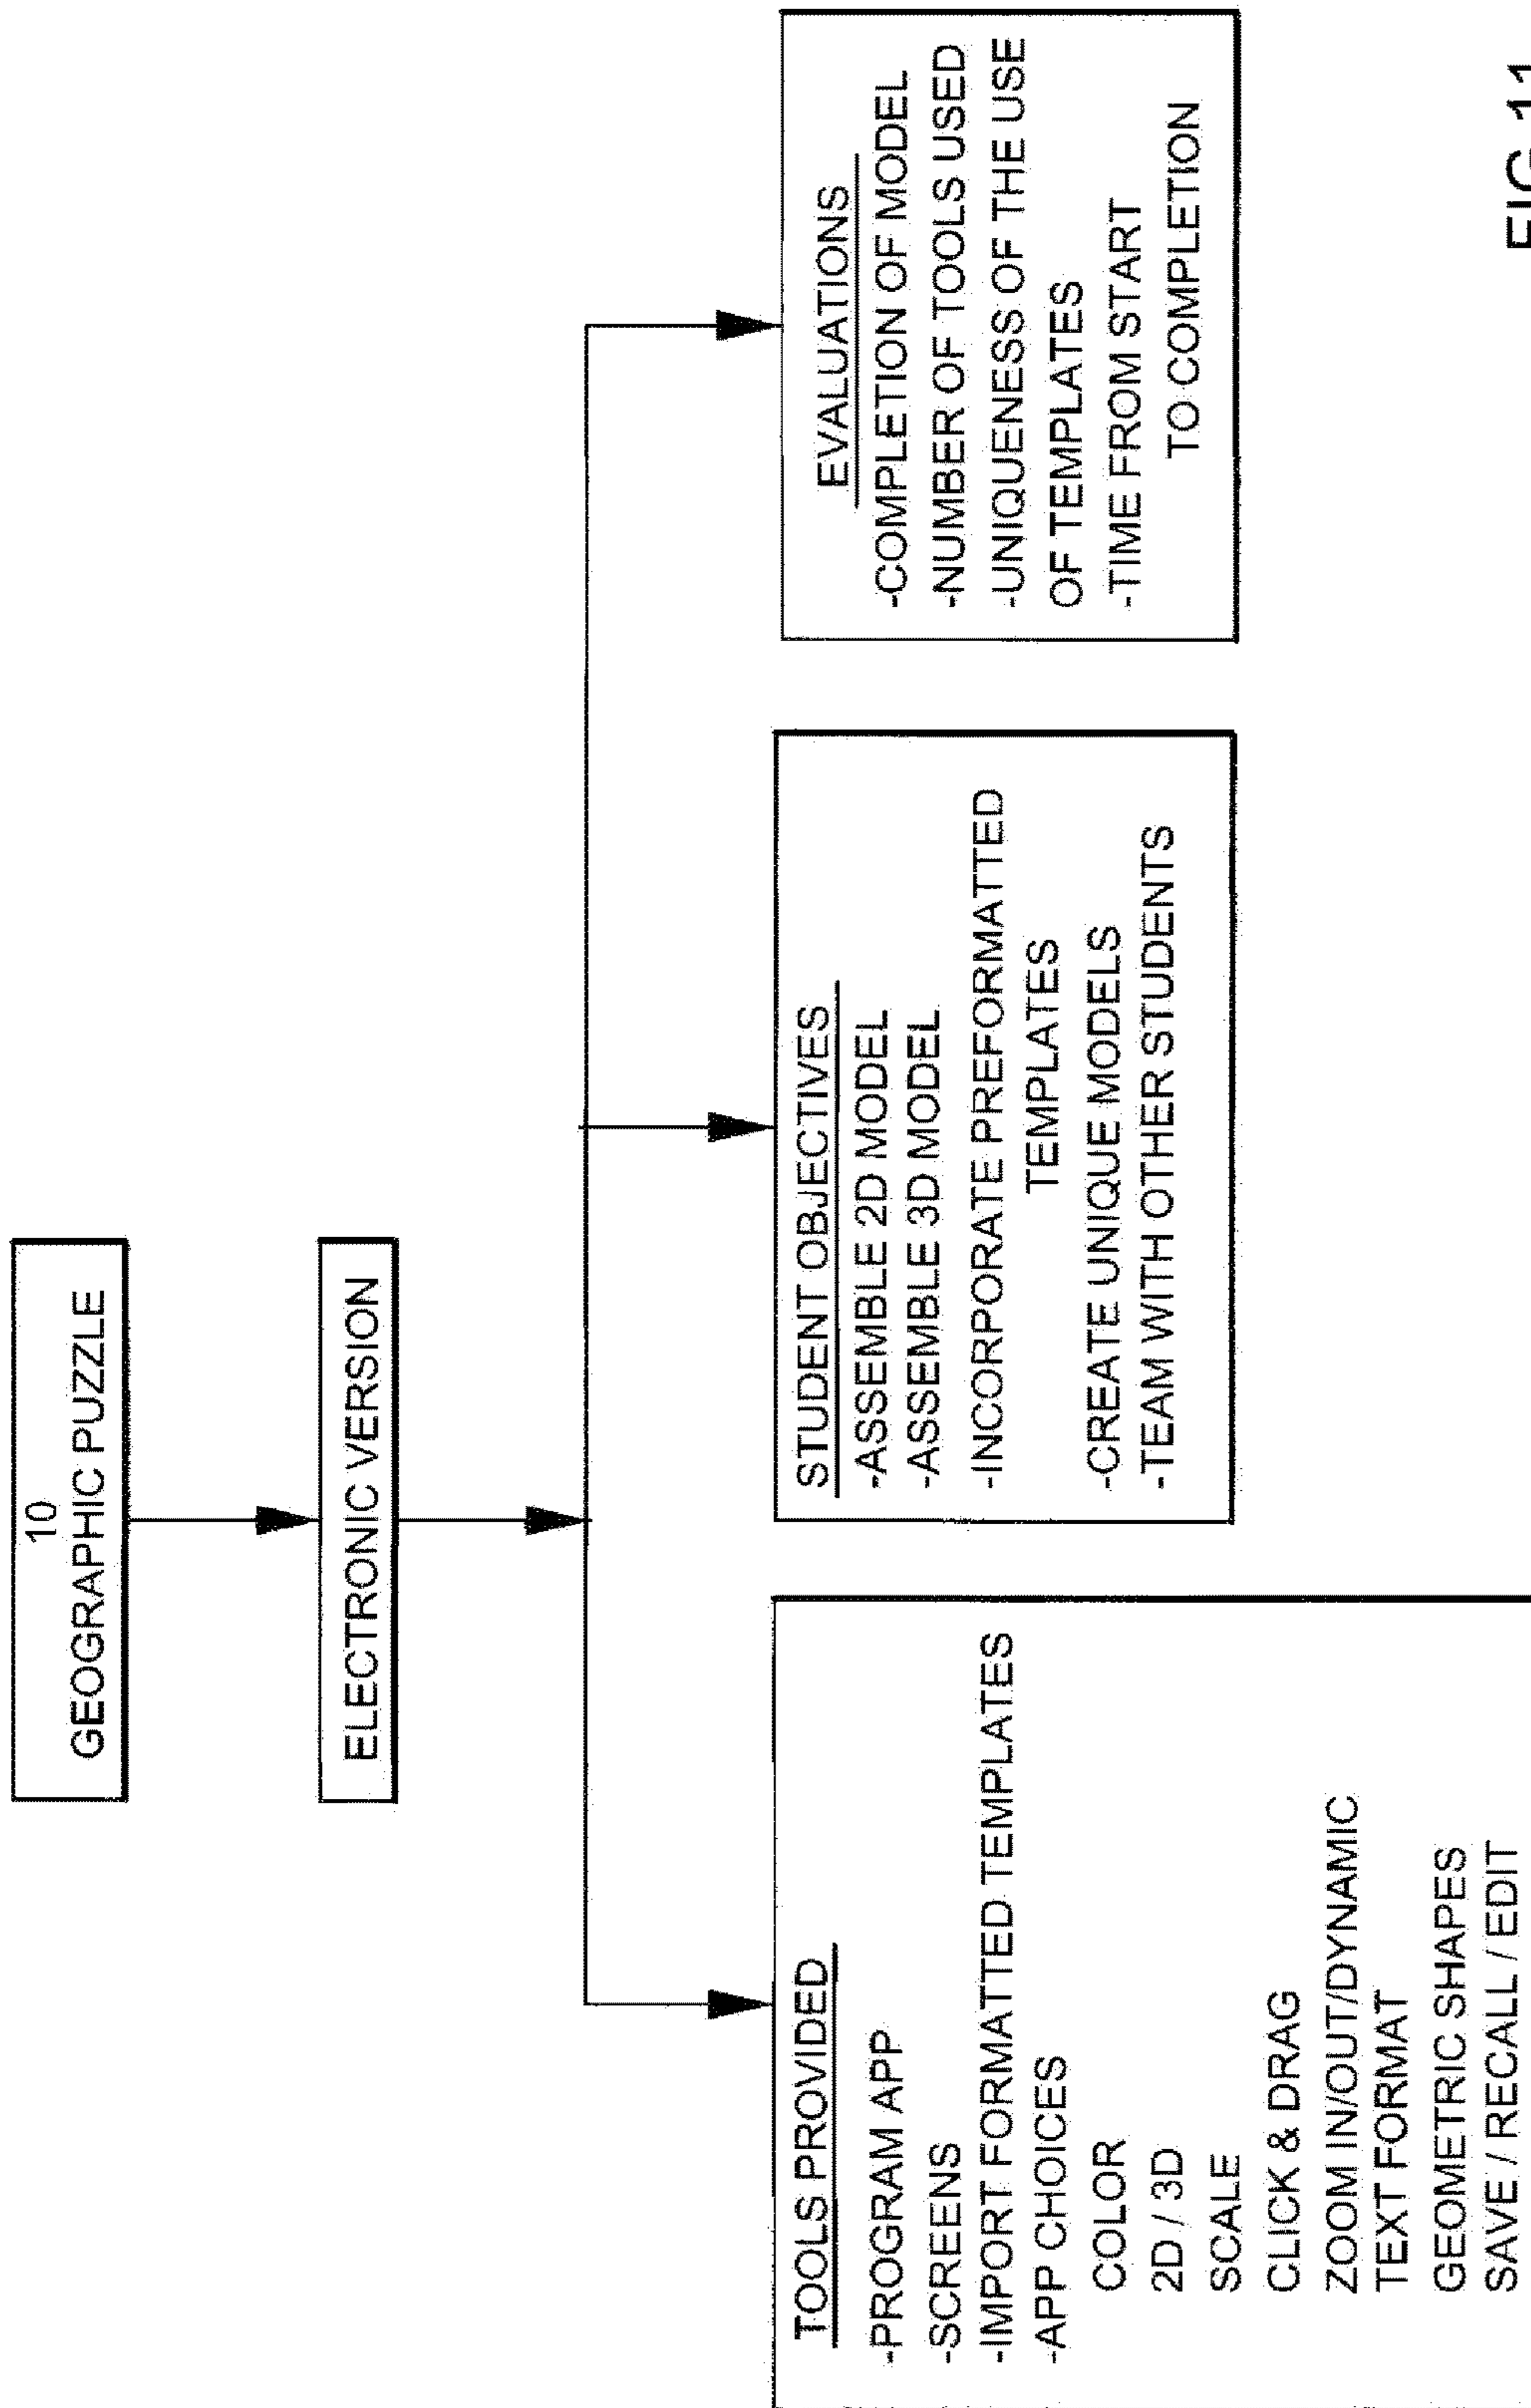 10
GEOGRAPHIC PUZZLE
ELECTRONIC VERSION
TOOLS PROVIDED
-PROGRAM APP
-SCREENS
-IMPORT FORMATTED TEMPLATES
-APP CHOICES
COLOR
2D / 3D
SCALE
CLICK & DRAG
ZOOM IN/OUT/DYNAMIC
TEXT FORMAT
GEOMETRIC SHAPES
SAVE / RECALL / EDIT
STUDENT OBJECTIVES
-ASSEMBLE 2D MODEL
-ASSEMBLE 3D MODEL
-INCORPORATE PREFORMATTED
TEMPLATES
-CREATE UNIQUE MODELS
-TEAM WITH OTHER STUDENTS
EVALUATIONS
-COMPLETION OF MODEL
-NUMBER OF TOOLS USED
-UNIQUENESS OF THE USE
OF TEMPLATES
-TIME FROM START
TO COMPLETION
FIG 11